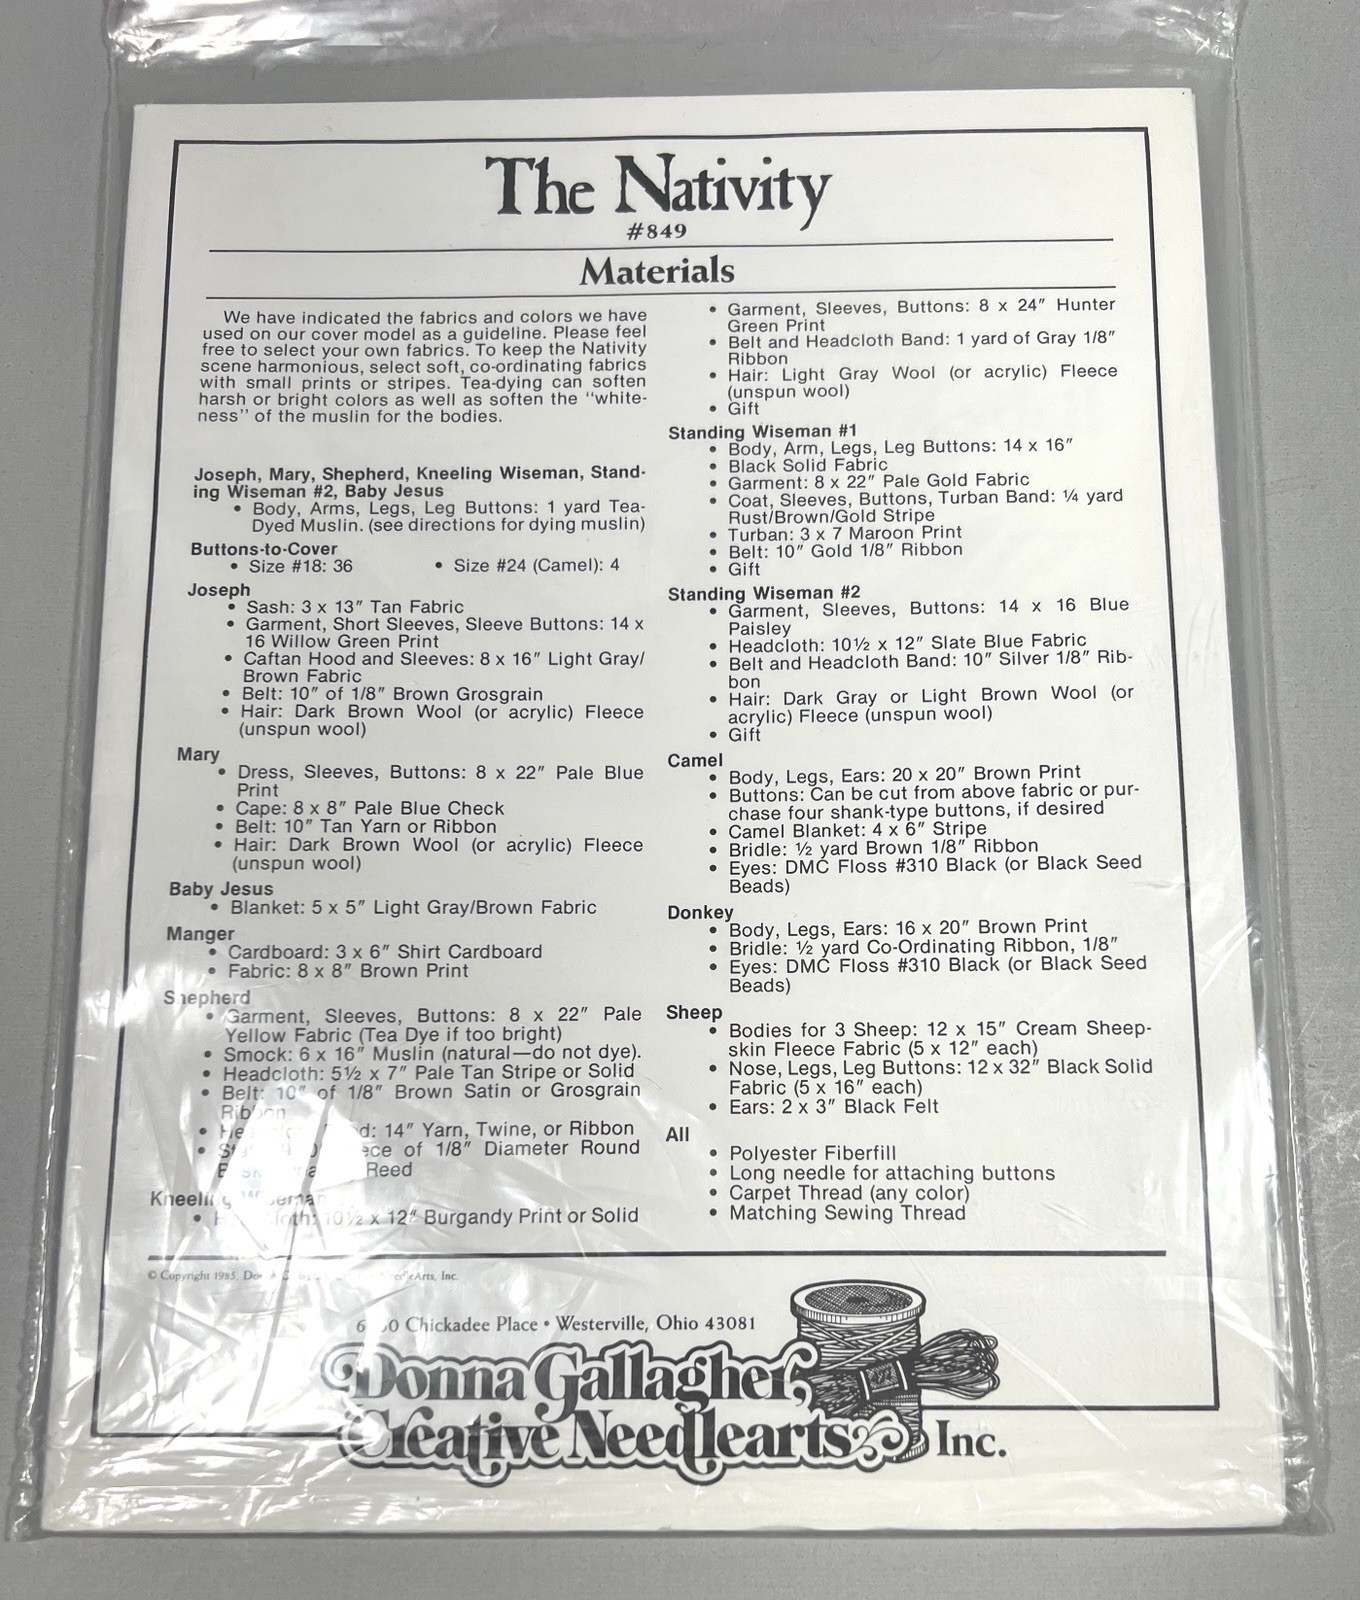 The Nativity
#849
Materials
We have indicated the fabrics and colors we have
used on our cover model as a guideline. Please feel
free to select your own fabrics. To keep the Nativity
scene harmonious, select soft, co-ordinating fabrics
with small prints or stripes. Tea-dying can soften
harsh or bright colors as well as soften the "white-
ness" of the muslin for the bodies.
Joseph, Mary, Shepherd, Kneeling Wiseman, Stand-
ing Wiseman #2, Baby Jesus
• Body, Arms, Legs, Leg Buttons: 1 yard Tea-
Dyed Muslin. (see directions for dying muslin)
Buttons-to-Cover
• Size #18: 36 • Size #24 (Camel): 4
Joseph
• Sash: 3 x 13" Tan Fabric
• Garment, Short Sleeves, Sleeve Buttons: 14 x
16 Willow Green Print
• Caftan Hood and Sleeves: 8 x 16" Light Gray/
Brown Fabric
• Belt: 10" of 1/8" Brown Grosgrain
• Hair: Dark Brown Wool (or acrylic) Fleece
(unspun wool)
Mary
• Dress, Sleeves, Buttons: 8 x 22" Pale Blue
Print
• Cape: 8 x 8" Pale Blue Check
• Belt: 10" Tan Yarn or Ribbon
• Hair: Dark Brown Wool (or acrylic) Fleece
(unspun wool)
Baby Jesus
• Blanket: 5 x 5" Light Gray/Brown Fabric
Manger
• Cardboard: 3 x 6" Shirt Cardboard
• Fabric: 8 x 8" Brown Print
Shepherd
• Garment, Sleeves, Buttons: 8 x 22" Pale
Yellow Fabric (Tea Dye if too bright)
• Smock: 6 x 16" Muslin (natural—do not dye).
• Headcloth: 5½ x 7" Pale Tan Stripe or Solid
• Belt: 10" of 1/8" Brown Satin or Grosgrain
Ribbon
• 14" Yarn, Twine, or Ribbon
• of 1/8" Diameter Round
Reed
Kneeling Wiseman
• 10½ x 12" Burgandy Print or Solid
• Garment, Sleeves, Buttons: 8 x 24" Hunter
Green Print
• Belt and Headcloth Band: 1 yard of Gray 1/8"
Ribbon
• Hair: Light Gray Wool (or acrylic) Fleece
(unspun wool)
• Gift
Standing Wiseman #1
• Body, Arm, Legs, Leg Buttons: 14 x 16"
• Black Solid Fabric
• Garment: 8 x 22" Pale Gold Fabric
• Coat, Sleeves, Buttons, Turban Band: ¼ yard
Rust/Brown/Gold Stripe
• Turban: 3 x 7 Maroon Print
• Belt: 10" Gold 1/8" Ribbon
• Gift
Standing Wiseman #2
• Garment, Sleeves, Buttons: 14 x 16 Blue
Paisley
• Headcloth: 10½ x 12" Slate Blue Fabric
• Belt and Headcloth Band: 10" Silver 1/8" Rib-
bon
• Hair: Dark Gray or Light Brown Wool (or
acrylic) Fleece (unspun wool)
• Gift
Camel
• Body, Legs, Ears: 20 x 20" Brown Print
• Buttons: Can be cut from above fabric or pur-
chase four shank-type buttons, if desired
• Camel Blanket: 4 x 6" Stripe
• Bridle: ½ yard Brown 1/8" Ribbon
• Eyes: DMC Floss #310 Black (or Black Seed
Beads)
Donkey
• Body, Legs, Ears: 16 x 20" Brown Print
• Bridle: ½ yard Co-Ordinating Ribbon, 1/8"
• Eyes: DMC Floss #310 Black (or Black Seed
Beads)
Sheep
• Bodies for 3 Sheep: 12 x 15" Cream Sheep-
skin Fleece Fabric (5 x 12" each)
• Nose, Legs, Leg Buttons: 12 x 32" Black Solid
Fabric (5 x 16" each)
• Ears: 2 x 3" Black Felt
All
• Polyester Fiberfill
• Long needle for attaching buttons
• Carpet Thread (any color)
• Matching Sewing Thread
© Copyright 1985, NeedleArts, Inc.
Chickadee Place • Westerville, Ohio 43081
Donna Gallagher,
Creative Needlearts Inc.